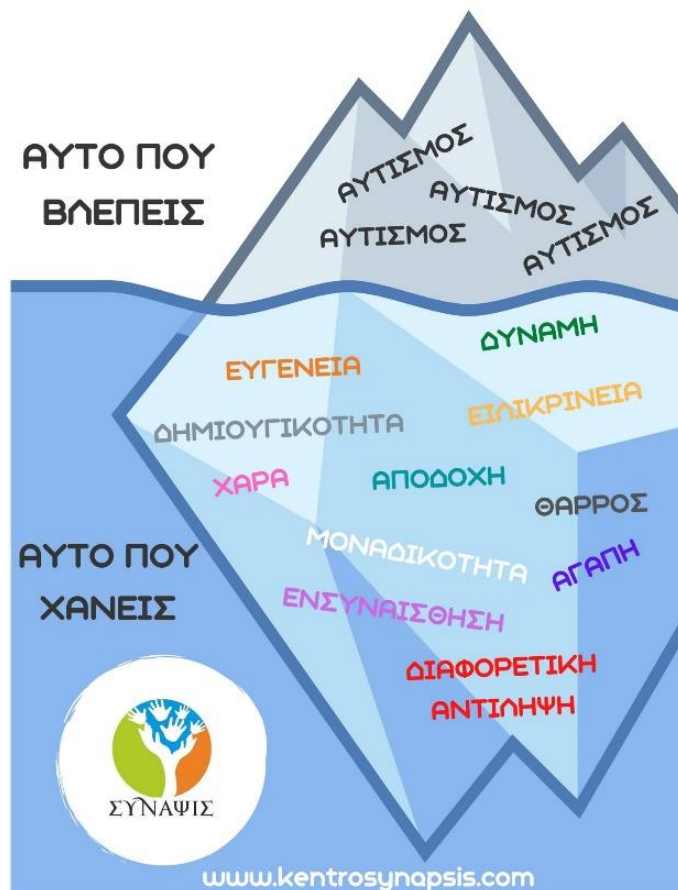 ΑΥΤΟ ΠΟΥ
ΒΛΕΠΕΙΣ
ΑΥΤΙΣΜΟΣ
ΑΥΤΙΣΜΟΣ
ΑΥΤΙΣΜΟΣ
ΑΥΤΙΣΜΟΣ
ΔΥΝΑΜΗ
ΕΥΓΕΝΕΙΑ
ΕΙΛΙΚΡΙΝΕΙΑ
ΔΗΜΙΟΥΓΙΚΟΤΗΤΑ
ΧΑΡΑ
ΑΠΟΔΟΧΗ
ΘΑΡΡΟΣ
ΑΥΤΟ ΠΟΥ
ΧΑΝΕΙΣ
ΜΟΝΑΔΙΚΟΤΗΤΑ
ΑΓΑΠΗ
ΕΝΣΥΝΑΙΣΘΗΣΗ
ΔΙΑΦΟΡΕΤΙΚΗ
ΑΝΤΙΛΗΨΗ
ΣΥΝΑΨΙΣ
www.kentrosynapsis.com